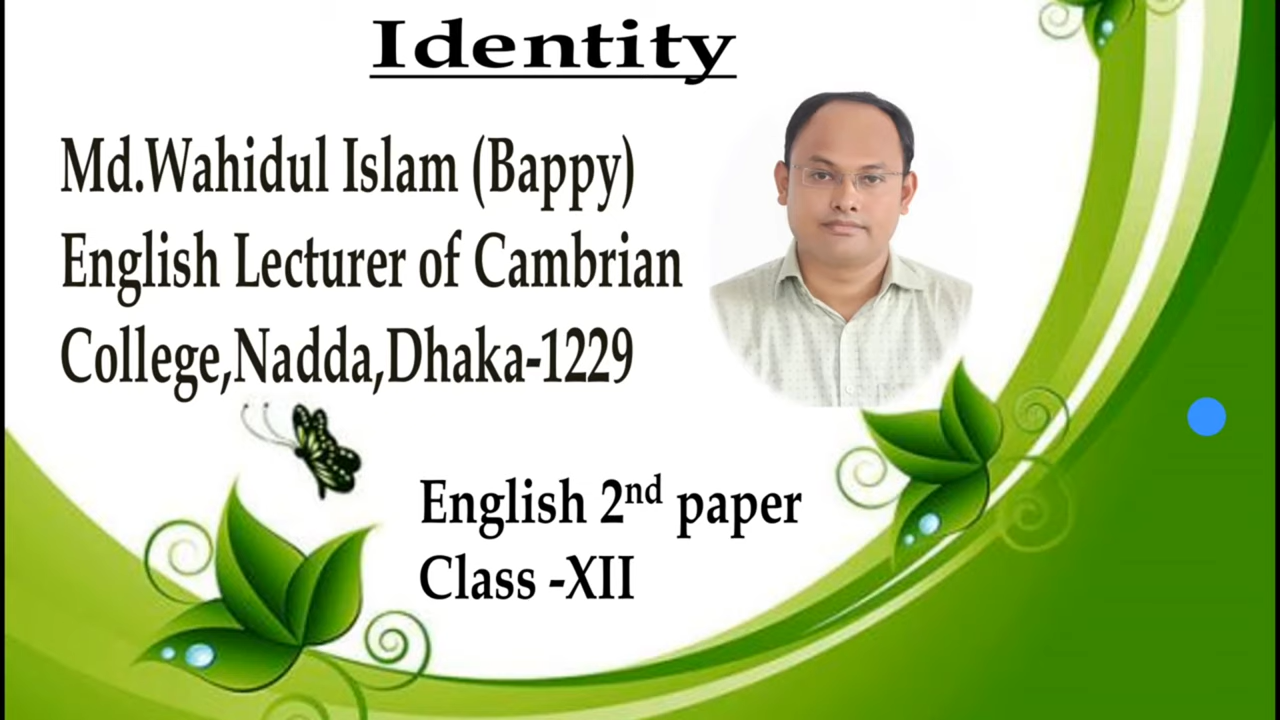 Identity
Md.Wahidul Islam (Bappy)
English Lecturer of Cambrian
College,Nadda,Dhaka-1229
English 2nd paper
Class -XII